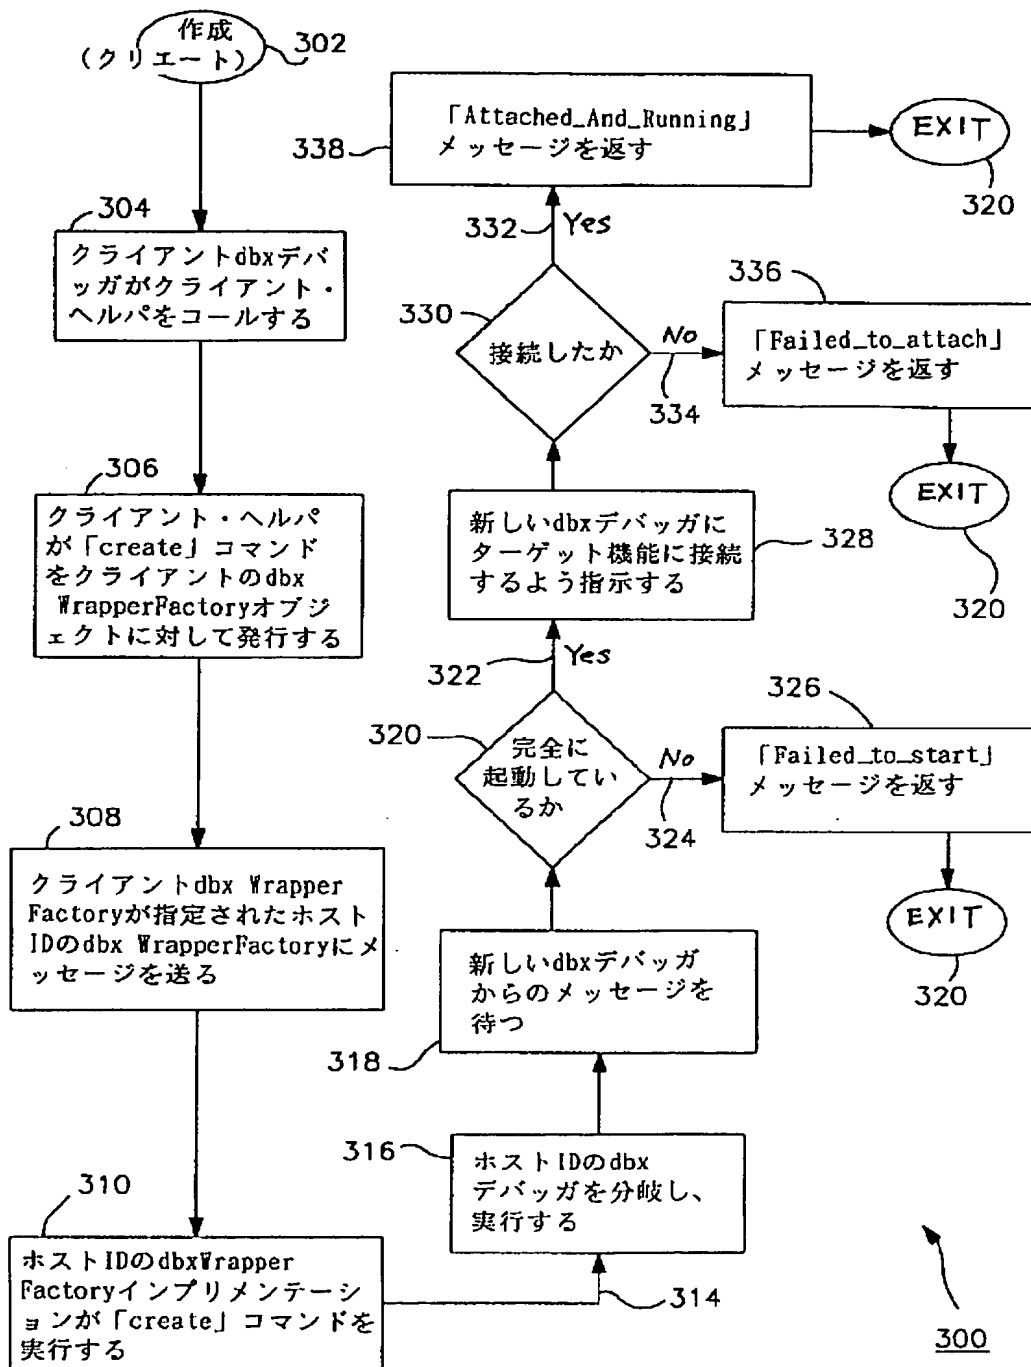 作成
(クリエート)
302
304
クライアントdbxデバ
ッガがクライアント・
ヘルパをコールする
306
クライアント・ヘルパ
が「create」コマンド
をクライアントのdbx
WrapperFactoryオブジ
ェクトに対して発行する
308
クライアントdbx Wrapper
Factoryが指定されたホスト
IDのdbx WrapperFactoryにメ
ッセージを送る
310
ホストIDのdbxWrapper
Factoryインプリメンテーシ
ョンが「create」コマンドを
実行する
314
316
ホストIDのdbx
デバッガを分岐し、
実行する
318
新しいdbxデバッガ
からのメッセージを
待つ
320
完全に
起動してい
るか
No
324
326
「Failed_to_start」
メッセージを返す
EXIT
320
322
Yes
新しいdbxデバッガに
ターゲット機能に接続
するよう指示する
328
330
接続したか
No
334
336
「Failed_to_attach」
メッセージを返す
EXIT
320
332
Yes
338
「Attached_And_Running」
メッセージを返す
EXIT
320
300